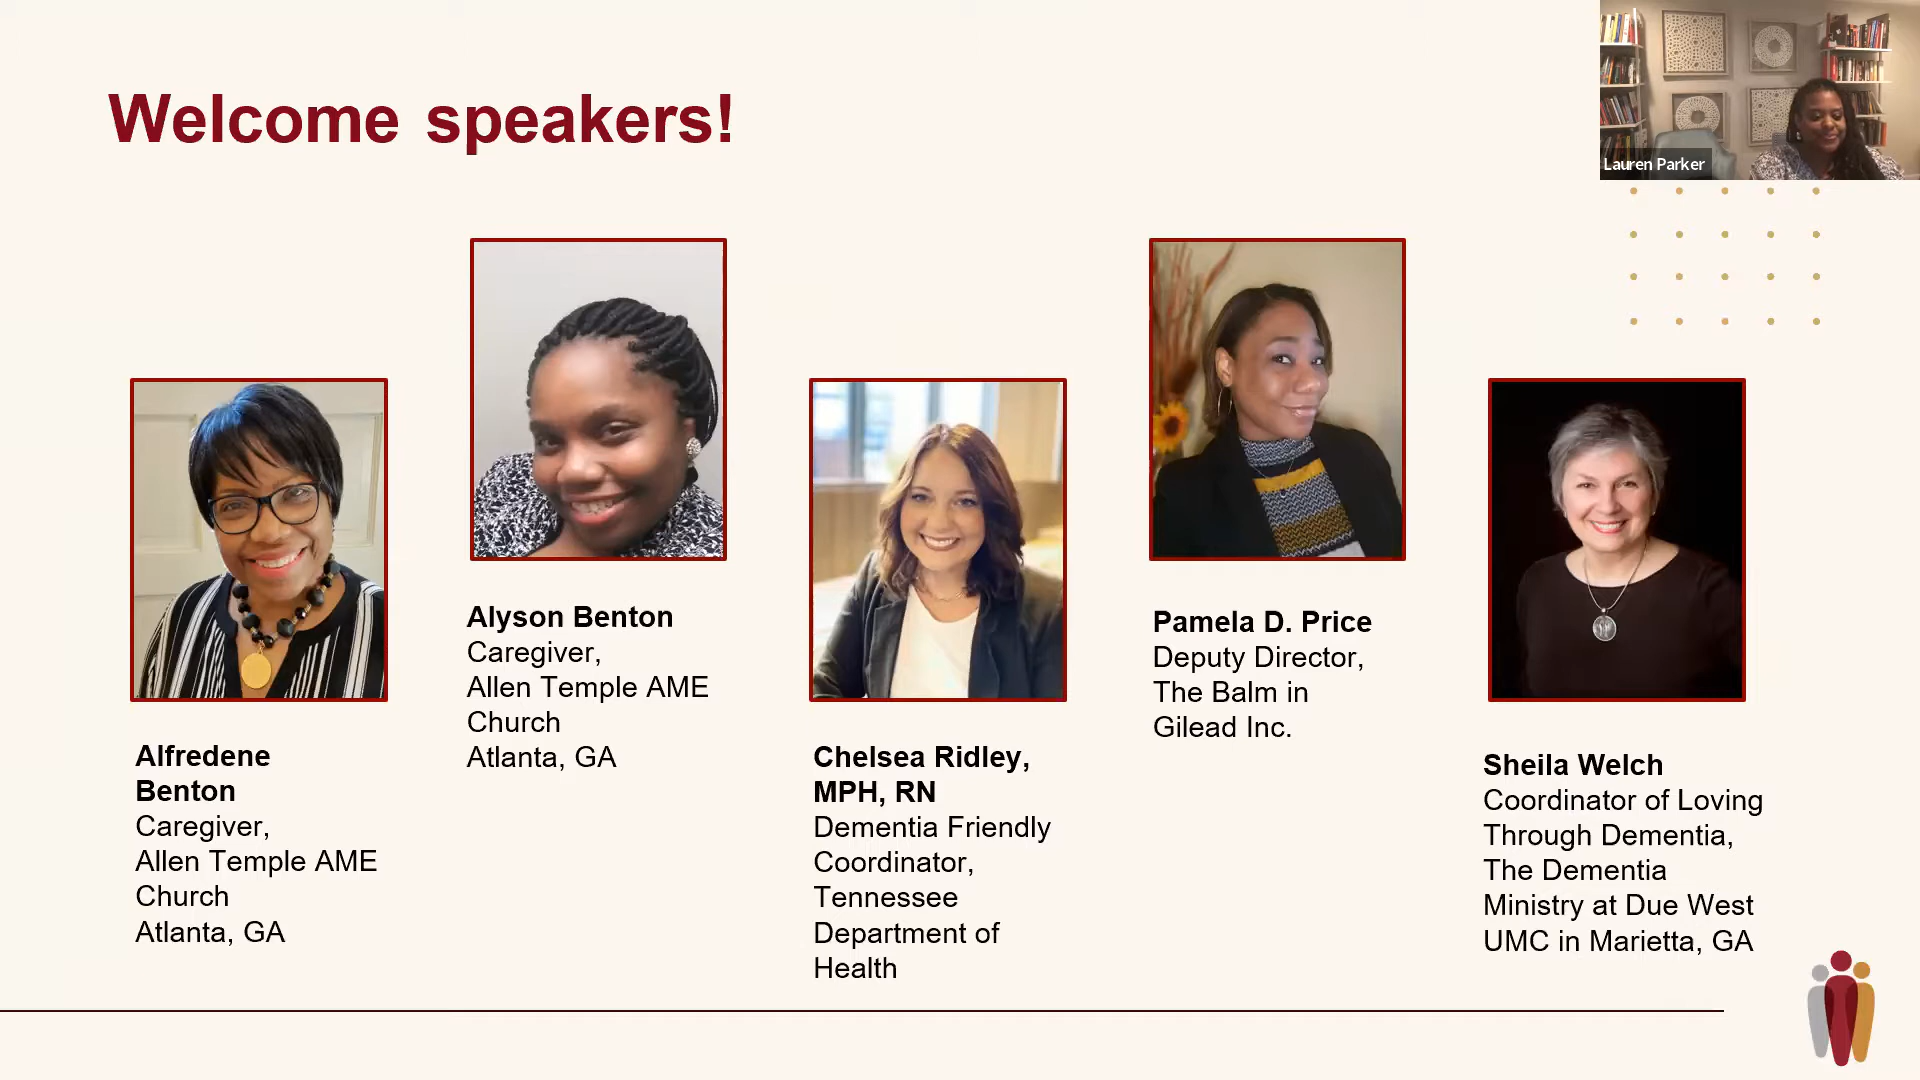 Welcome speakers!
Lauren Parker
Alfredene
Benton
Caregiver,
Allen Temple AME
Church
Atlanta, GA
Alyson Benton
Caregiver,
Allen Temple AME
Church
Atlanta, GA
Chelsea Ridley,
MPH, RN
Dementia Friendly
Coordinator,
Tennessee
Department of
Health
Pamela D. Price
Deputy Director,
The Balm in
Gilead Inc.
Sheila Welch
Coordinator of Loving
Through Dementia,
The Dementia
Ministry at Due West
UMC in Marietta, GA